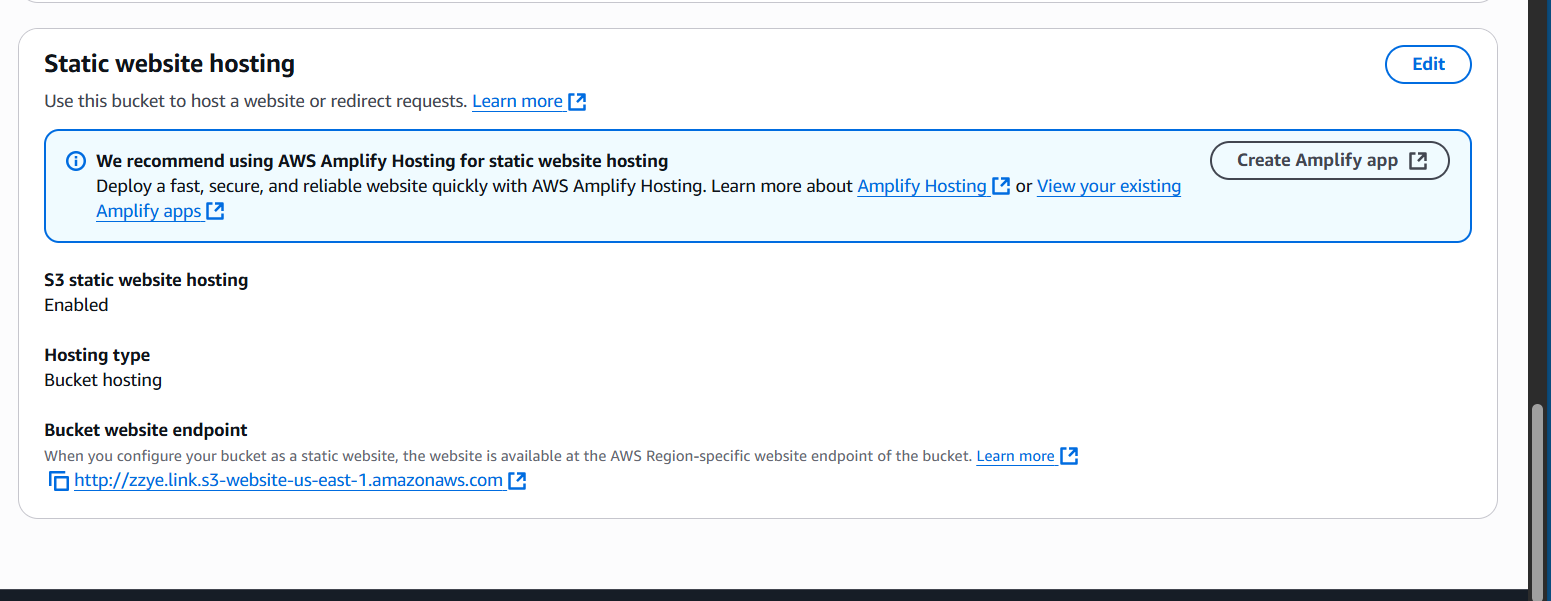 Static website hosting
Edit
Use this bucket to host a website or redirect requests. Learn more
We recommend using AWS Amplify Hosting for static website hosting
Create Amplify app
Deploy a fast, secure, and reliable website quickly with AWS Amplify Hosting. Learn more about Amplify Hosting or View your existing
Amplify apps
S3 static website hosting
Enabled
Hosting type
Bucket hosting
Bucket website endpoint
When you configure your bucket as a static website, the website is available at the AWS Region-specific website endpoint of the bucket. Learn more
http://zzye.link.s3-website-us-east-1.amazonaws.com